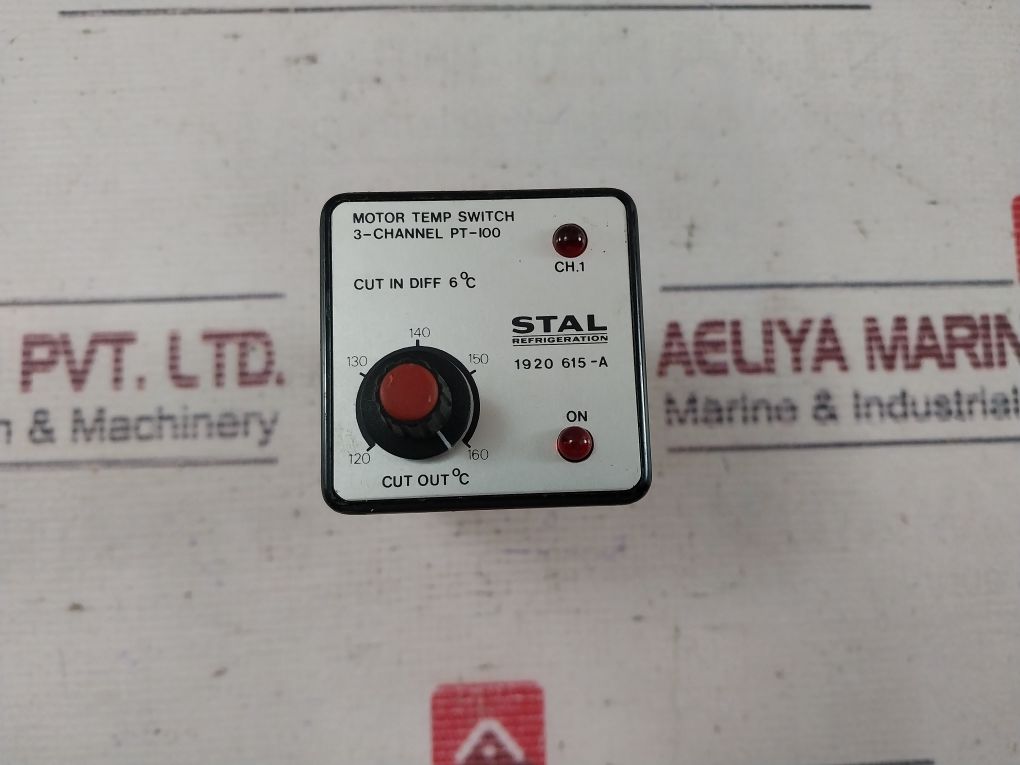 MOTOR TEMP SWITCH
3-CHANNEL PT-100
CH.1
CUT IN DIFF 6°C
STAL
REFRIGERATION
1920 615-A
140
130
150
120
160
CUT OUT °C
ON
PVT. LTD.
& Machinery
AELIYA MARIN
Marine & Industrial